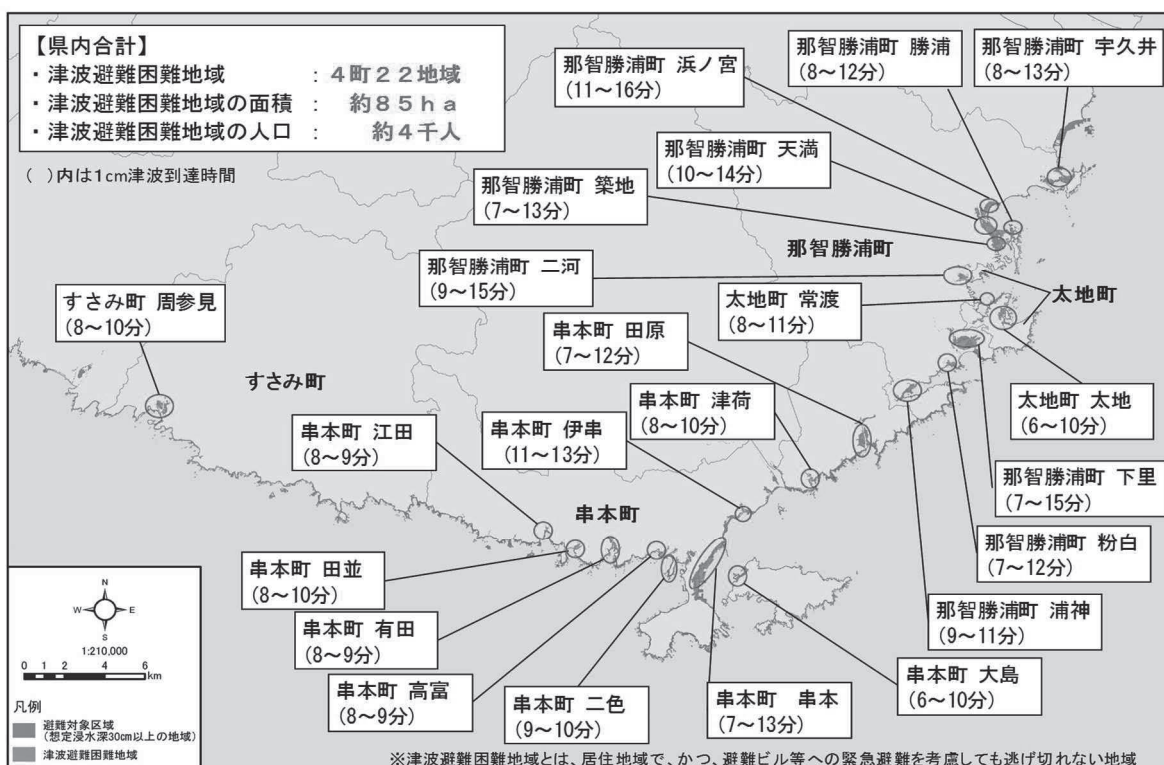 【県内合計】
・津波避難困難地域 : 4町22地域
・津波避難困難地域の面積 : 約85ha
・津波避難困難地域の人口 : 約4千人
( )内は1cm津波到達時間
那智勝浦町 浜ノ宮
(11～16分)
那智勝浦町 勝浦
(8～12分)
那智勝浦町 宇久井
(8～13分)
那智勝浦町 天満
(10～14分)
那智勝浦町 築地
(7～13分)
那智勝浦町
那智勝浦町 二河
(9～15分)
太地町 常渡
(8～11分)
太地町
すさみ町 周参見
(8～10分)
すさみ町
串本町 田原
(7～12分)
串本町 津荷
(8～10分)
太地町 太地
(6～10分)
串本町 江田
(8～9分)
串本町 伊串
(11～13分)
那智勝浦町 下里
(7～15分)
串本町
那智勝浦町 粉白
(7～12分)
串本町 田並
(8～10分)
那智勝浦町 浦神
(9～11分)
串本町 有田
(8～9分)
串本町 大島
(6～10分)
串本町 高富
(8～9分)
串本町 二色
(9～10分)
串本町 串本
(7～13分)
N
W E
S
1:210,000
0 1 2 4 6
km
凡例
避難対象区域
(想定浸水深30cm以上の地域)
津波避難困難地域
※津波避難困難地域とは、居住地域で、かつ、避難ビル等への緊急避難を考慮しても逃げ切れない地域